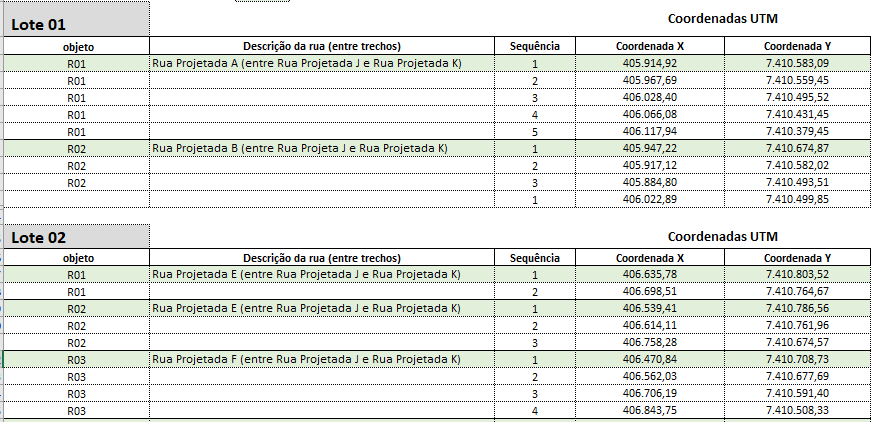 Lote 01 Coordenadas UTM
objeto Descrição da rua (entre trechos) Sequência Coordenada X Coordenada Y
R01 Rua Projetada A (entre Rua Projetada J e Rua Projetada K) 1 405.914,92 7.410.583,09
R01 2 405.967,69 7.410.559,45
R01 3 406.028,40 7.410.495,52
R01 4 406.066,08 7.410.431,45
R01 5 406.117,94 7.410.379,45
R02 Rua Projetada B (entre Rua Projeta J e Rua Projetada K) 1 405.947,22 7.410.674,87
R02 2 405.917,12 7.410.582,02
R02 3 405.884,80 7.410.493,51
1 406.022,89 7.410.499,85
Lote 02 Coordenadas UTM
objeto Descrição da rua (entre trechos) Sequência Coordenada X Coordenada Y
R01 Rua Projetada E (entre Rua Projetada J e Rua Projetada K) 1 406.635,78 7.410.803,52
R01 2 406.698,51 7.410.764,67
R02 Rua Projetada E (entre Rua Projetada J e Rua Projetada K) 1 406.539,41 7.410.786,56
R02 2 406.614,11 7.410.761,96
R02 3 406.758,28 7.410.674,57
R03 Rua Projetada F (entre Rua Projetada J e Rua Projetada K) 1 406.470,84 7.410.708,73
R03 2 406.562,03 7.410.677,69
R03 3 406.706,19 7.410.591,40
R03 4 406.843,75 7.410.508,33